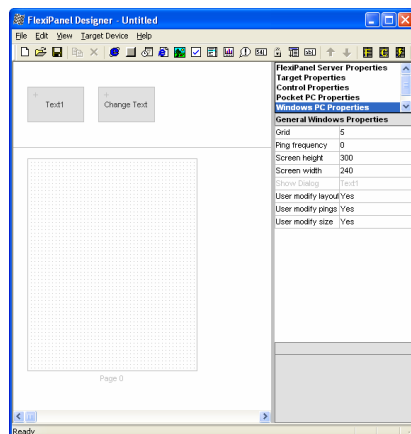 FlexiPanel Designer - Untitled
File Edit View Target Device Help
FlexiPanel Server Properties
Target Properties
Control Properties
Pocket PC Properties
Windows PC Properties
General Windows Properties
Text1 Change Text
Grid 5
Ping frequency 0
Screen height 300
Screen width 240
Show Dialog Text1
User modify layout Yes
User modify pings Yes
User modify size Yes
Page 0
Ready